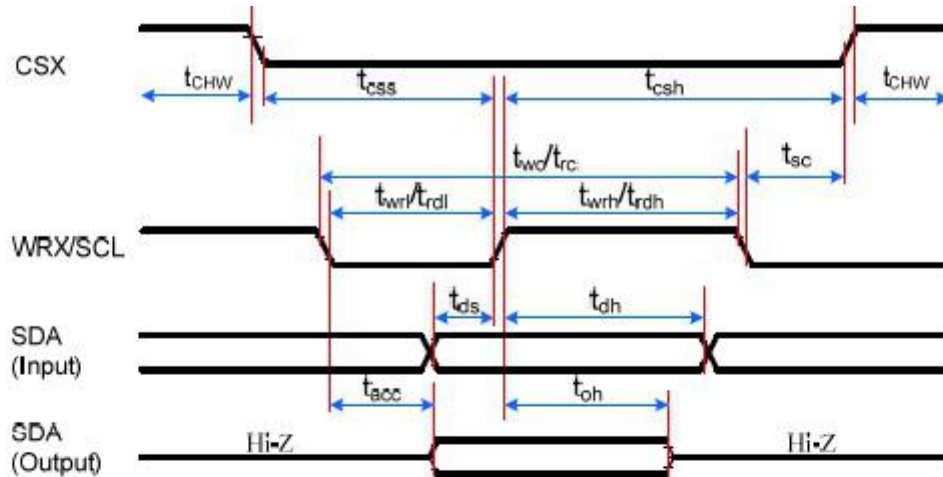 CSX
tCHW
tcss
tcsh
tCHW
twc/trc
tsc
twrl/trdl
twrh/trdh
WRX/SCL
tds
tdh
SDA
(Input)
tacc
toh
SDA
(Output)
Hi-Z
Hi-Z